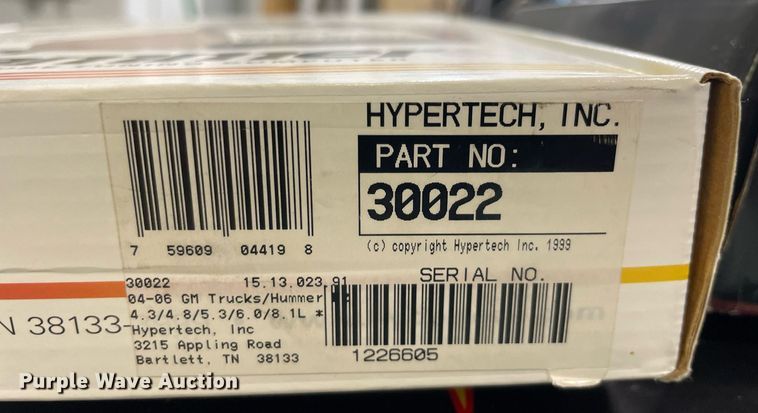 HYPERTECH, INC.
PART NO:
30022
(c) copyright Hypertech Inc. 1999
7 59609 04419 8
SERIAL NO.
1226605
30022 15.13.023.91
04-06 GM Trucks/Hummer
4.3/4.8/5.3/6.0/8.1L *
Hypertech, Inc
3215 Appling Road
Bartlett, TN 38133
N 38133-
Purple Wave Auction